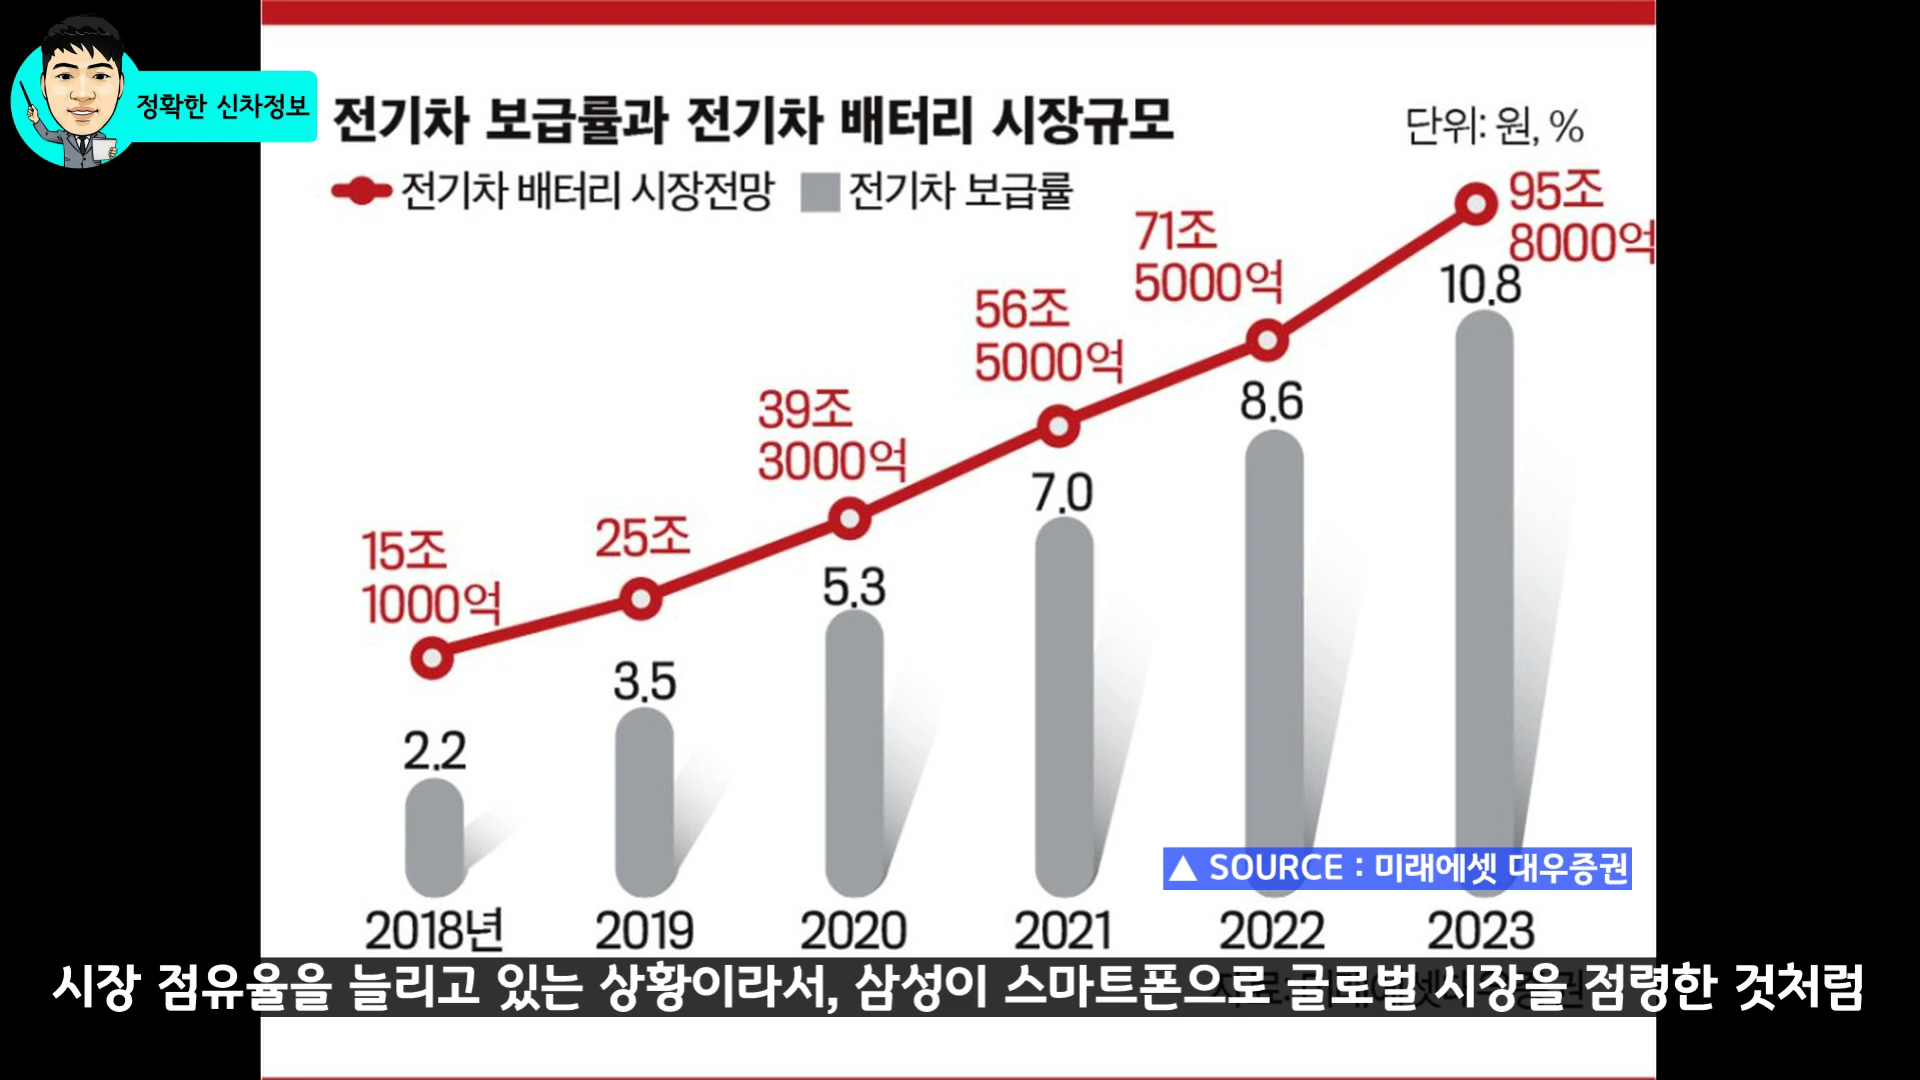 정확한 신차정보
전기차 보급률과 전기차 배터리 시장규모
단위: 원, %
전기차 배터리 시장전망
전기차 보급률
15조
1000억
25조
39조
3000억
56조
5000억
71조
5000억
95조
8000억
2.2
3.5
5.3
7.0
8.6
10.8
▲ SOURCE : 미래에셋 대우증권
2018년 2019 2020 2021 2022 2023
시장 점유율을 늘리고 있는 상황이라서, 삼성이 스마트폰으로 글로벌 시장을 점령한 것처럼